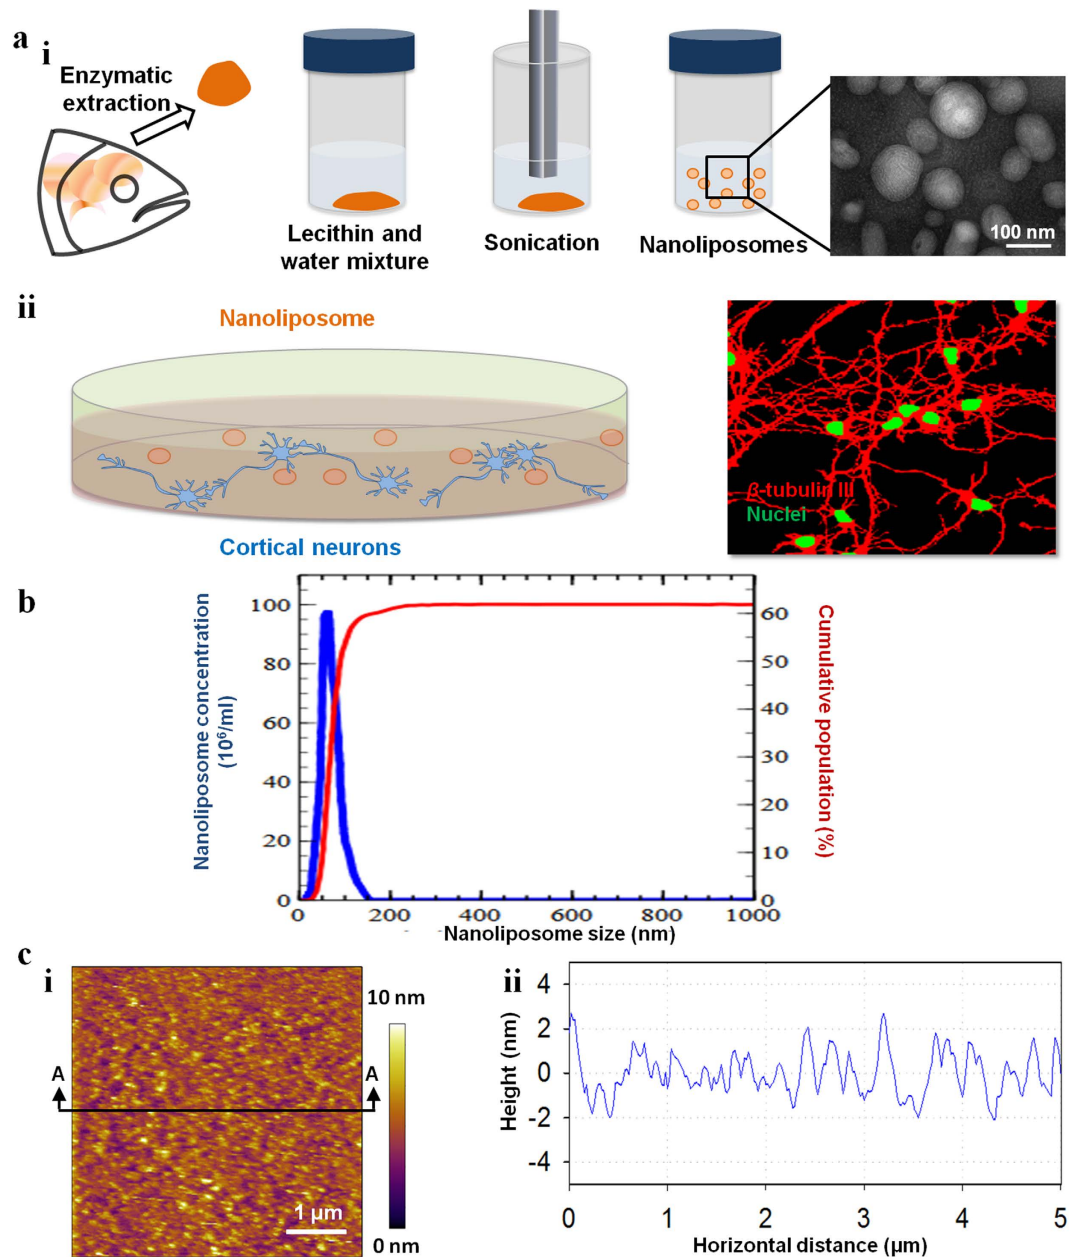 a
i
Enzymatic
extraction
Lecithin and
water mixture
Sonication
Nanoliposomes
100 nm
ii
Nanoliposome
Cortical neurons
β-tubulin III
Nuclei
b
Nanoliposome concentration
(10⁶/ml)
100
80
60
40
20
0
0
200
400
600
800
1000
Nanoliposome size (nm)
60
50
40
30
20
10
0
Cumulative population (%)
c
i
A
A
1 µm
10 nm
0 nm
ii
Height (nm)
4
2
0
-2
-4
0
1
2
3
4
5
Horizontal distance (µm)